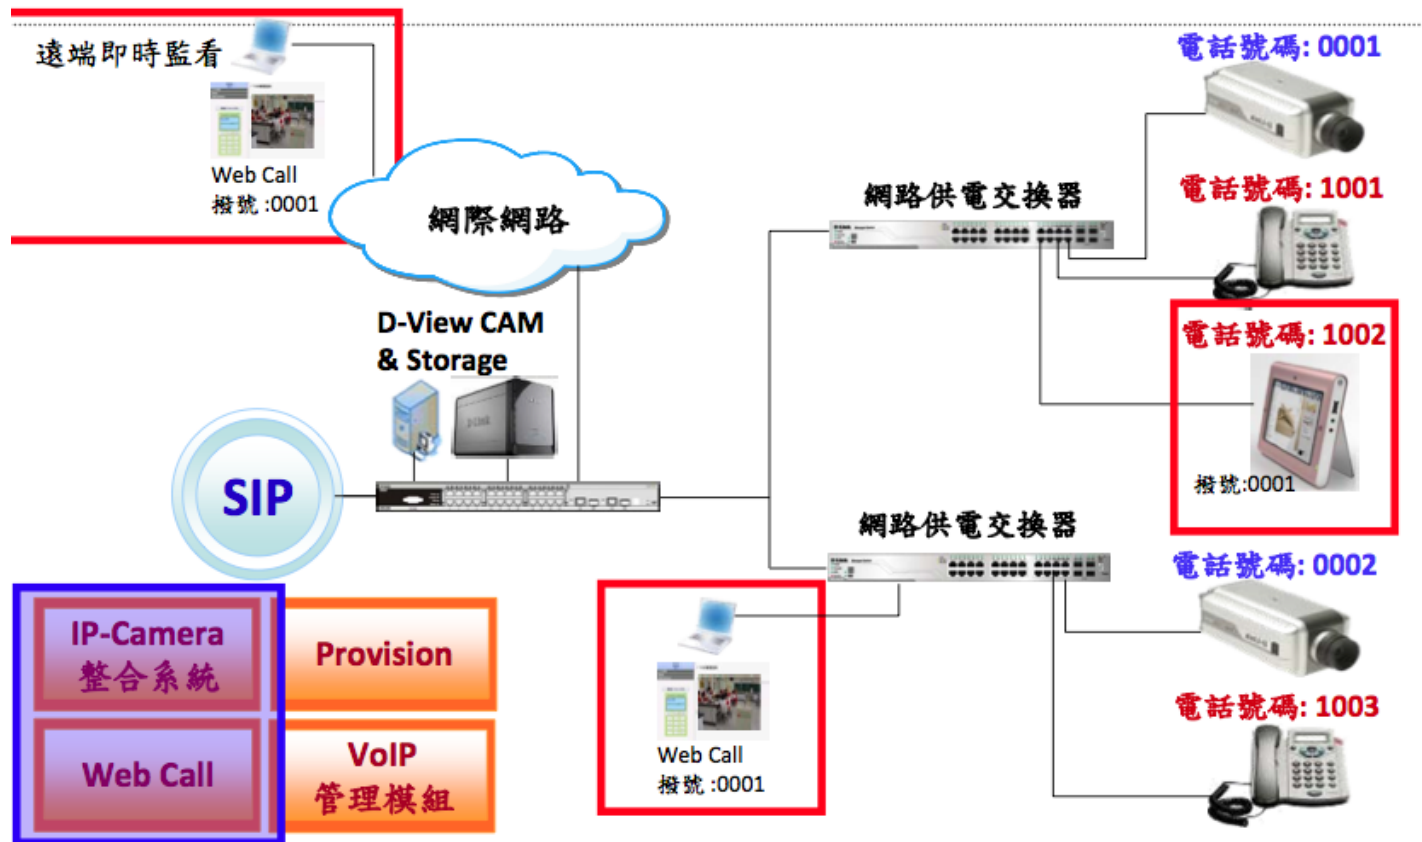 遠端即時監看
Web Call
撥號 :0001
網際網路
D-View CAM
& Storage
D-Link
SIP
IP-Camera
整合系統
Provision
Web Call
VoIP
管理模組
網路供電交換器
電話號碼: 0001
電話號碼: 1001
電話號碼: 1002
撥號:0001
網路供電交換器
Web Call
撥號 :0001
電話號碼: 0002
電話號碼: 1003